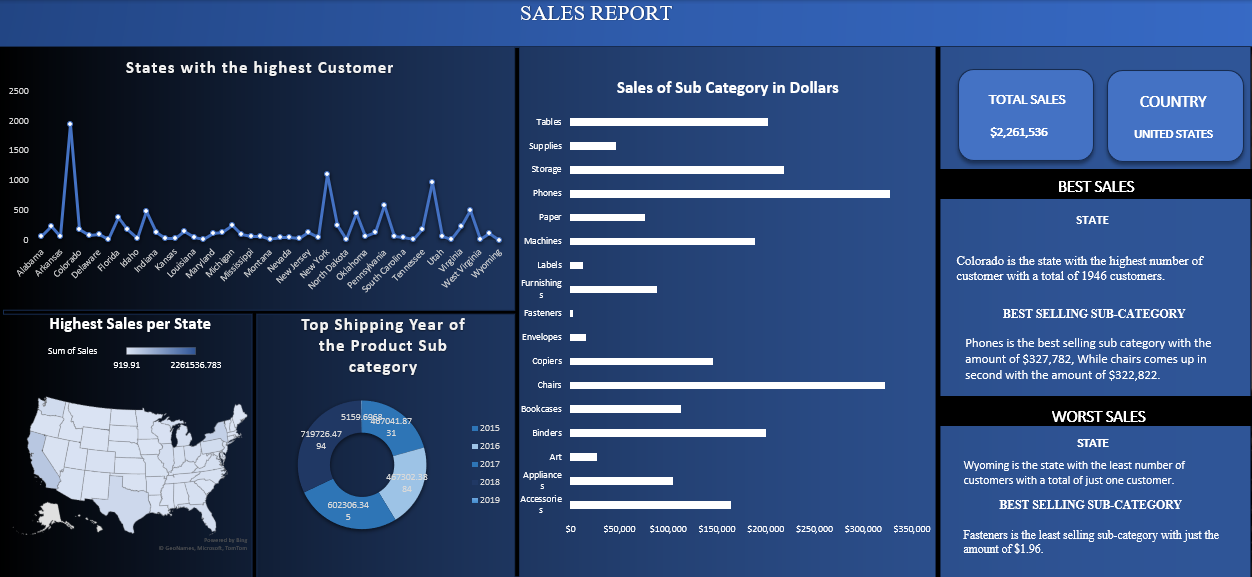 SALES REPORT
States with the highest Customer
2500
2000
1500
1000
500
0
Alabama
Arkansas
Colorado
Delaware
Florida
Idaho
Indiana
Kansas
Louisiana
Maryland
Michigan
Mississippi
Montana
Nevada
New Jersey
New York
North Dakota
Oklahoma
Pennsylvania
South Carolina
Tennessee
Utah
Virginia
West Virginia
Wyoming
Highest Sales per State
Sum of Sales
919.91 2261536.783
Powered by Bing
© GeoNames, Microsoft, TomTom
Top Shipping Year of
the Product Sub
category
5159.6968
467041.87
31
719726.47
94
602306.34
5
2015
2016
2017
2018
2019
Sales of Sub Category in Dollars
Tables
Supplies
Storage
Phones
Paper
Machines
Labels
Furnishing
s
Fasteners
Envelopes
Copiers
Chairs
Bookcases
Binders
Art
Appliance
s
Accessorie
s
$0 $50,000 $100,000 $150,000 $200,000 $250,000 $300,000 $350,000
TOTAL SALES
$2,261,536
COUNTRY
UNITED STATES
BEST SALES
STATE
Colorado is the state with the highest number of
customer with a total of 1946 customers.
BEST SELLING SUB-CATEGORY
Phones is the best selling sub category with the
amount of $327,782, While chairs comes up in
second with the amount of $322,822.
WORST SALES
STATE
Wyoming is the state with the least number of
customers with a total of just one customer.
BEST SELLING SUB-CATEGORY
Fasteners is the least selling sub-category with just the
amount of $1.96.